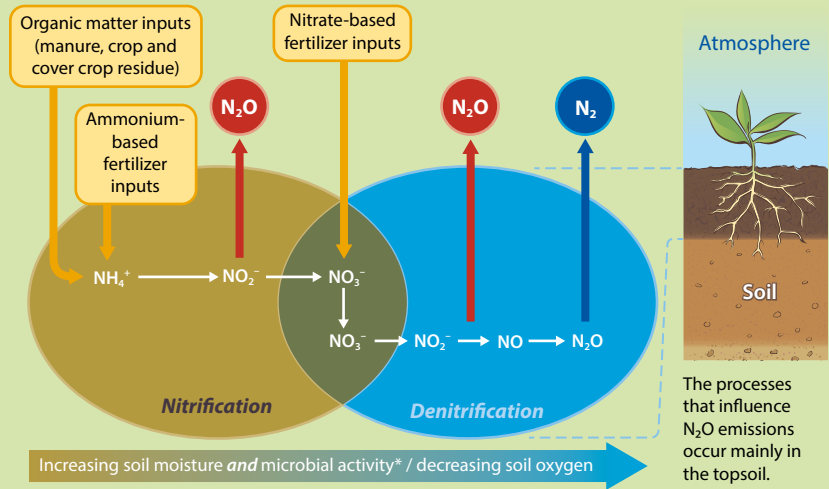 Organic matter inputs
(manure, crop and
cover crop residue)
Nitrate-based
fertilizer inputs
Ammonium-
based
fertilizer
inputs
N₂O
N₂O
N₂
Atmosphere
NH₄⁺
NO₂⁻
NO₃⁻
NO₃⁻
NO₂⁻
NO
N₂O
Nitrification
Denitrification
Soil
The processes
that influence
N₂O emissions
occur mainly in
the topsoil.
Increasing soil moisture and microbial activity* / decreasing soil oxygen